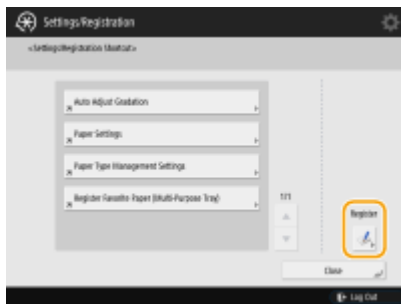 Settings/Registration
<Settings/Registration Shortcut>
Auto Adjust Gradation
Paper Settings
Paper Type Management Settings
Register Favorite Paper (Multi-Purpose Tray)
1/1
Register
Close
Log Out